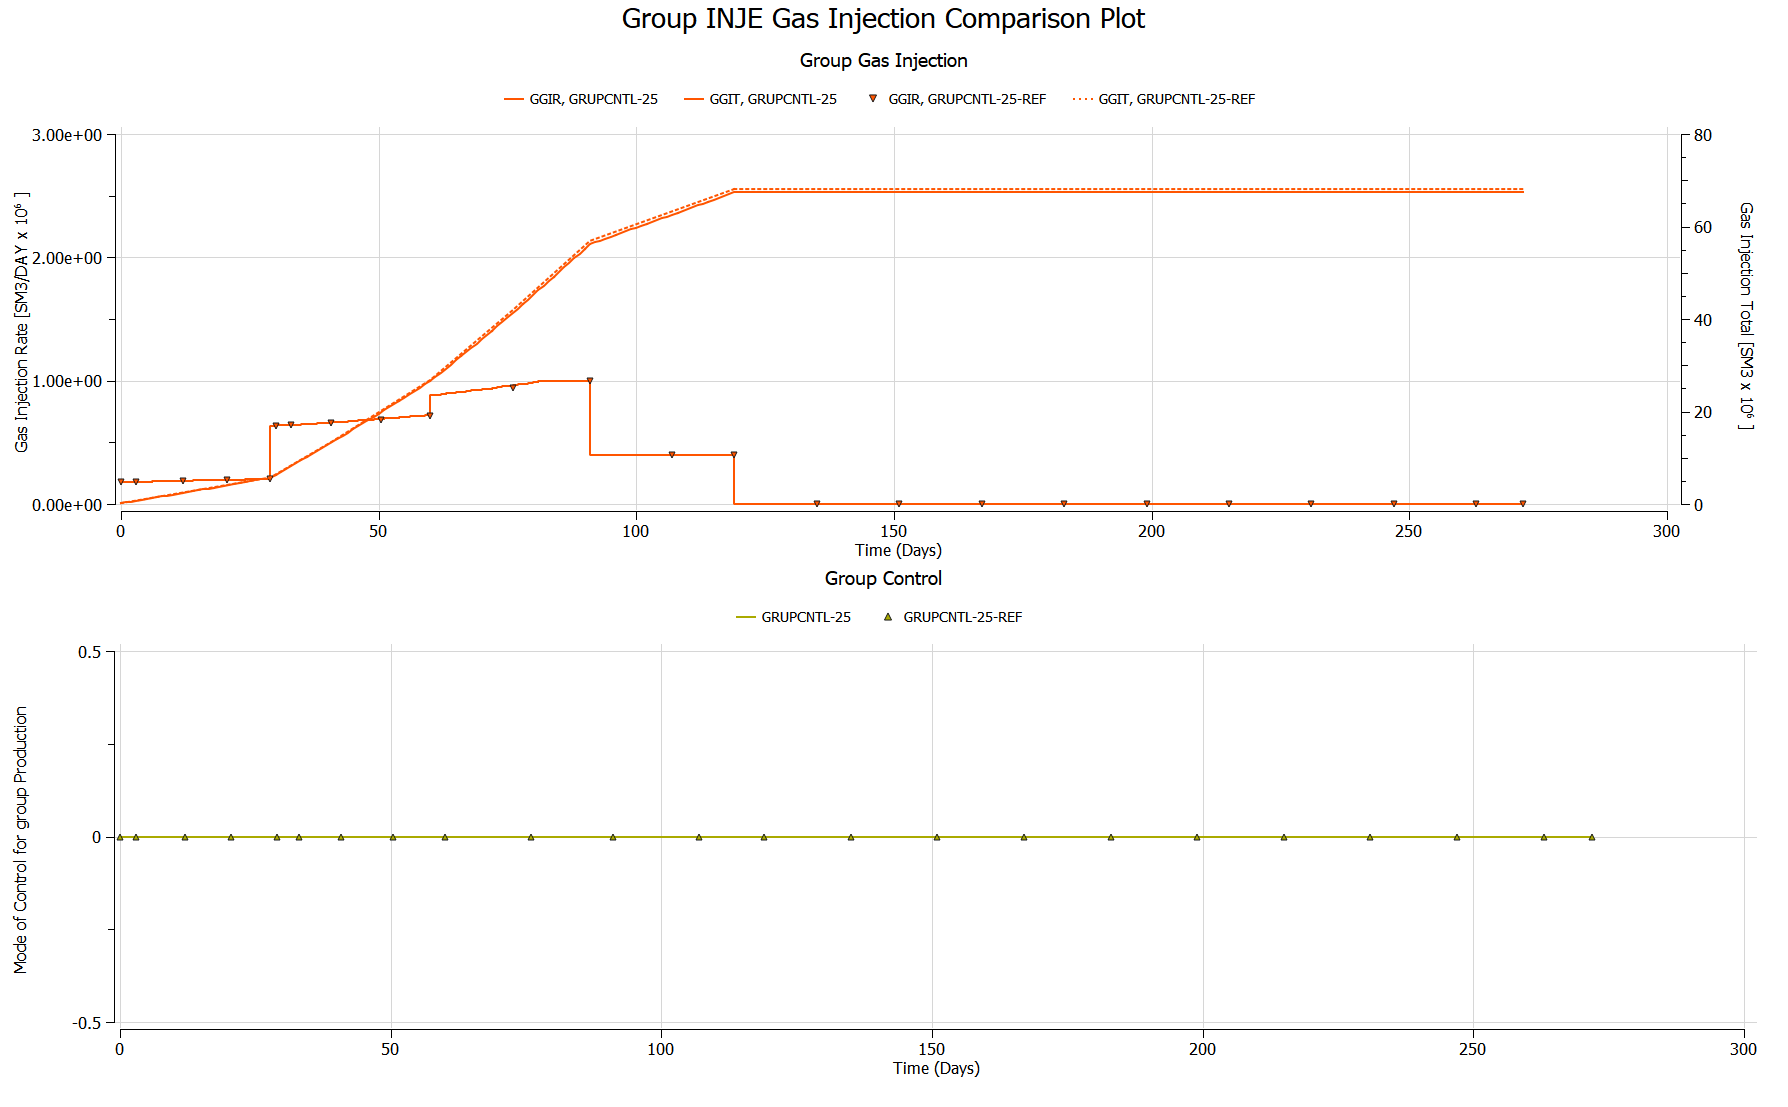 Group INJE Gas Injection Comparison Plot
Group Gas Injection
GGIR, GRUPCNTL-25 GGIT, GRUPCNTL-25 GGIR, GRUPCNTL-25-REF GGIT, GRUPCNTL-25-REF
Gas Injection Rate [SM3/DAY x 10⁶ ]
3.00e+00
2.00e+00
1.00e+00
0.00e+00
80
60
40
20
0
Gas Injection Total [SM3 x 10⁶ ]
0 50 100 150 200 250 300
Time (Days)
Group Control
GRUPCNTL-25 GRUPCNTL-25-REF
Mode of Control for group Production
0.5
0
-0.5
0 50 100 150 200 250 300
Time (Days)